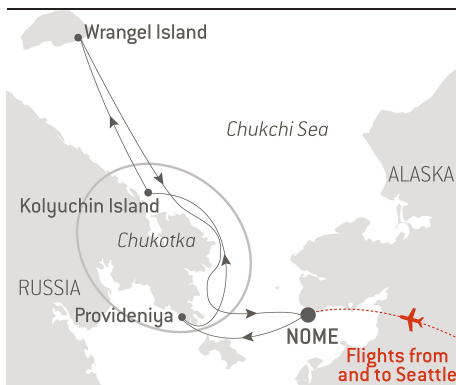 Wrangel Island
Chukchi Sea
ALASKA
Kolyuchin Island
Chukotka
RUSSIA
Provideniya
NOME
Flights from
and to Seattle